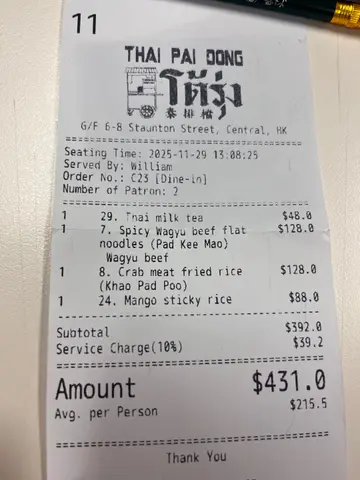 11
THAI PAI DONG
โต้รุ่ง
泰排檔
G/F 6-8 Staunton Street, Central, HK
Seating Time: 2025-11-29 13:08:25
Served By: William
Order No.: C23 [Dine-in]
Number of Patron: 2
1 29. Thai milk tea $48.0
1 7. Spicy Wagyu beef flat $128.0
noodles (Pad Kee Mao)
Wagyu beef
1 8. Crab meat fried rice $128.0
(Khao Pad Poo)
1 24. Mango sticky rice $88.0
Subtotal $392.0
Service Charge(10%) $39.2
Amount $431.0
Avg. per Person $215.5
Thank You